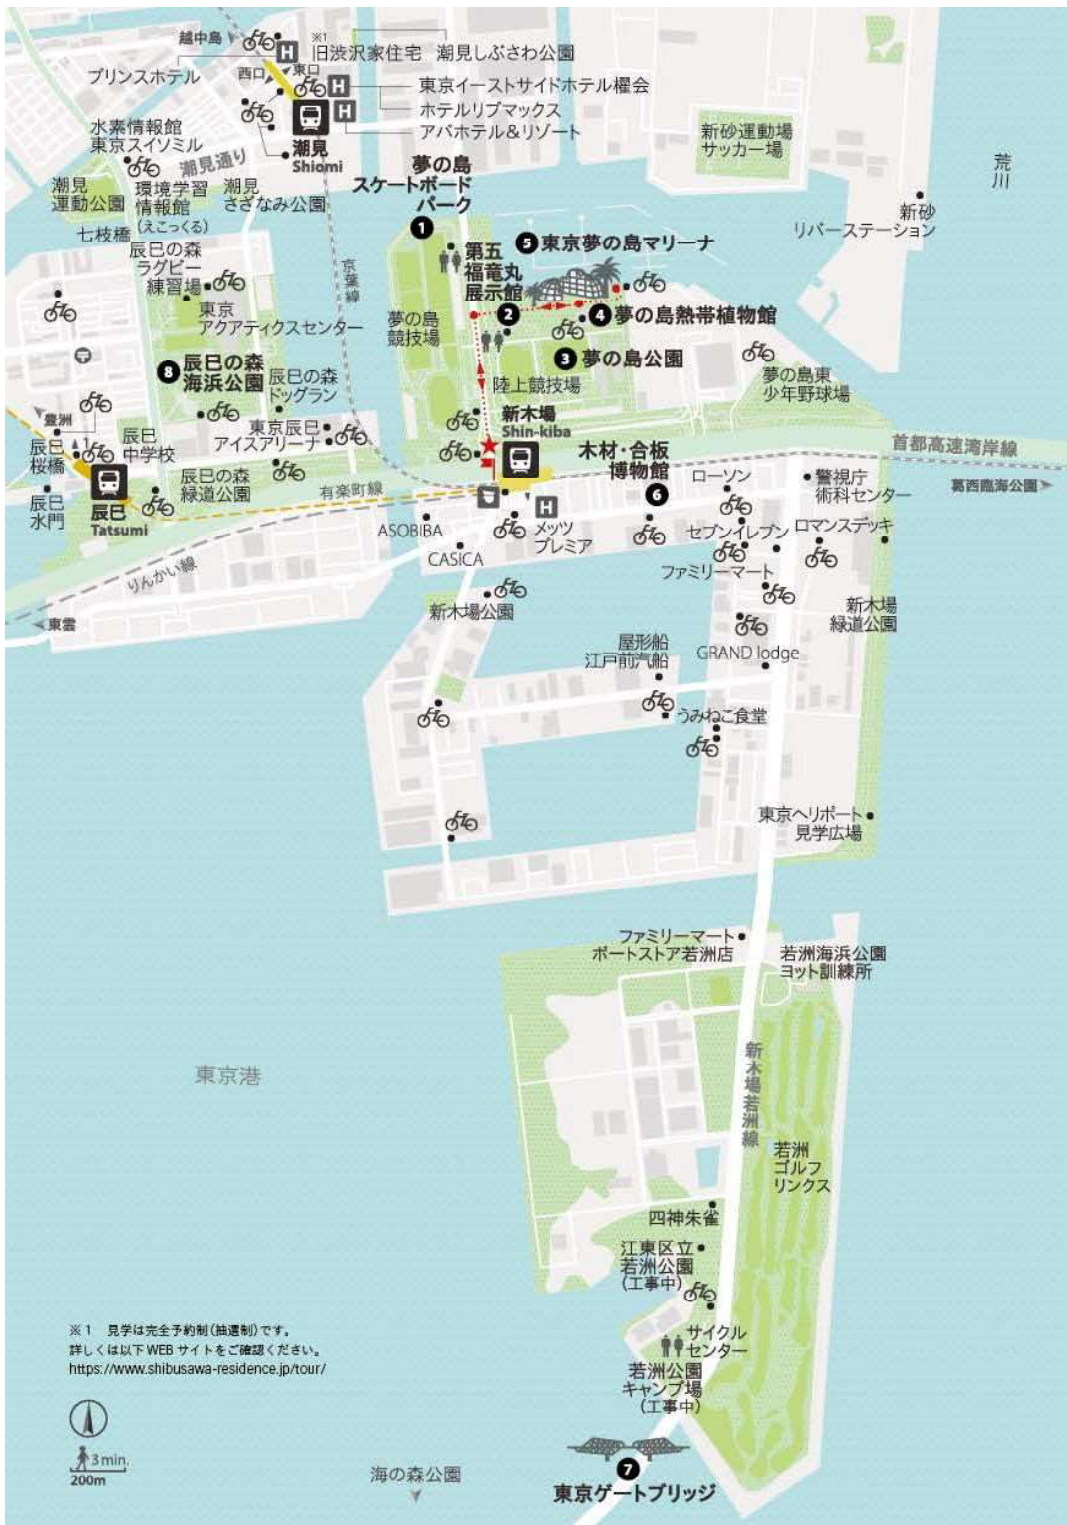 越中島
※1
旧渋沢家住宅
潮見しぶさわ公園
プリンスホテル
西口
東口
H
H
H
東京イーストサイドホテル櫂会
ホテルリブマックス
アパホテル&リゾート
水素情報館
東京スイソミル
潮見通り
潮見
Shiomi
新砂運動場
サッカー場
荒川
新砂
リバーステーション
潮見
運動公園
環境学習
情報館
(えこっくる)
潮見
さざなみ公園
七枝橋
夢の島
スケートボード
パーク
1
5 東京夢の島マリーナ
辰巳の森
ラグビー
練習場
東京
アクアティクスセンター
京葉線
第五
福竜丸
展示館
2
夢の島
競技場
4 夢の島熱帯植物館
3 夢の島公園
陸上競技場
夢の島東
少年野球場
8 辰巳の森
海浜公園
辰巳の森
ドッグラン
豊洲
東京辰巳
アイスアリーナ
新木場
Shin-kiba
首都高速湾岸線
葛西臨海公園
辰巳
桜橋
1
辰巳
中学校
辰巳
水門
辰巳
Tatsumi
辰巳の森
緑道公園
有楽町線
木材・合板
博物館
6
ローソン
警視庁
術科センター
ASOBIBA
H
メッツ
プレミア
セブンイレブン
ロマンスデッキ
CASICA
ファミリーマート
りんかい線
新木場公園
新木場
緑道公園
東雲
屋形船
江戸前汽船
GRAND lodge
うみねこ食堂
東京ヘリポート
見学広場
ファミリーマート
ポートストア若洲店
若洲海浜公園
ヨット訓練所
東京港
新木場若洲線
若洲
ゴルフ
リンクス
四神朱雀
江東区立
若洲公園
(工事中)
サイクル
センター
若洲公園
キャンプ場
(工事中)
※1 見学は完全予約制(抽選制)です。
詳しくは以下WEBサイトをご確認ください。
https://www.shibusawa-residence.jp/tour/
3min.
200m
海の森公園
7
東京ゲートブリッジ